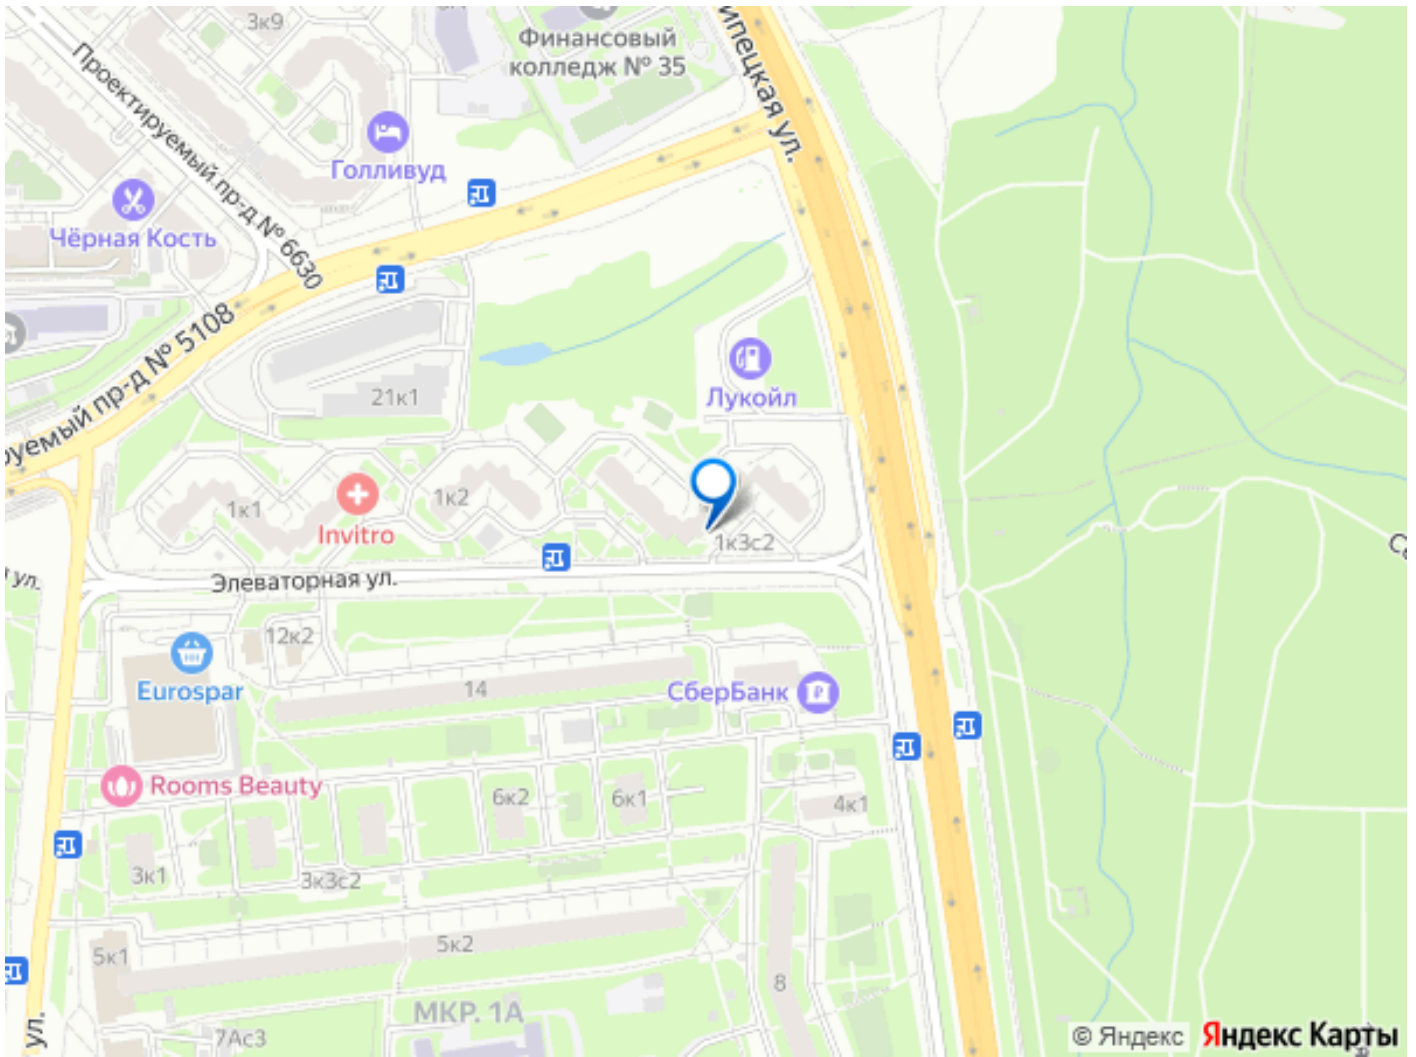 3к9
Финансовый
колледж № 35
ипецкая ул.
Проектируемый пр-д № 6630
Голливуд
Чёрная Кость
руемый пр-д № 5108
21к1
Лукойл
1к1
Invitro
1к2
1к3с2
Элеваторная ул.
я ул.
12к2
Eurospar
14
СберБанк
Rooms Beauty
6к2
6к1
4к1
3к1
3к3с2
5к1
5к2
8
МКР. 1А
7Ас3
ул.
© Яндекс
Яндекс Карты